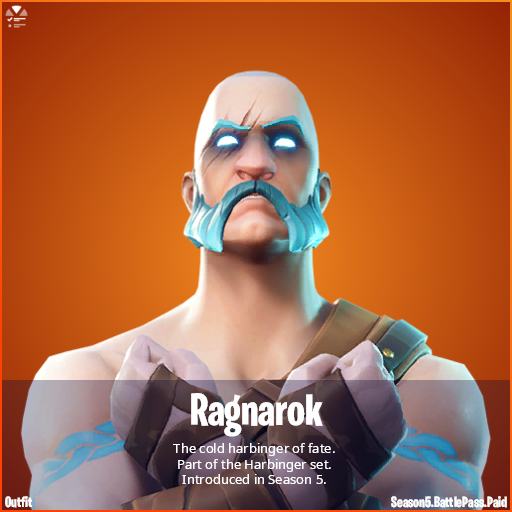 Ragnarok
The cold harbinger of fate.
Part of the Harbinger set.
Introduced in Season 5.
Outfit
Season5.BattlePass.Paid